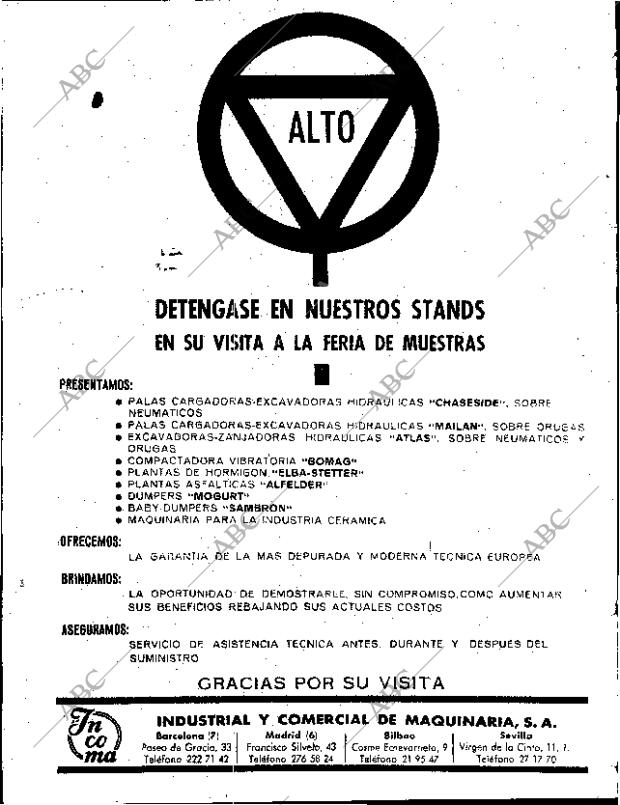 ALTO
DETENGASE EN NUESTROS STANDS
EN SU VISITA A LA FERIA DE MUESTRAS
PRESENTAMOS:
● PALAS CARGADORAS-EXCAVADORAS HIDRAULICAS "CHASESIDE", SOBRE
NEUMATICOS
● PALAS CARGADORAS-EXCAVADORAS HIDRAULICAS "MAILAN", SOBRE ORUGAS
● EXCAVADORAS-ZANJADORAS HIDRAULICAS "ATLAS", SOBRE NEUMATICOS Y
ORUGAS
● COMPACTADORA VIBRATORIA "BOMAG"
● PLANTAS DE HORMIGON "ELBA-STETTER"
● PLANTAS ASFALTICAS "ALFELDER"
● DUMPERS "MOGURT"
● BABY-DUMPERS "SAMBRON"
● MAQUINARIA PARA LA INDUSTRIA CERAMICA
OFRECEMOS:
LA GARANTIA DE LA MAS DEPURADA Y MODERNA TECNICA EUROPEA
BRINDAMOS:
LA OPORTUNIDAD DE DEMOSTRARLE, SIN COMPROMISO, COMO AUMENTAR
SUS BENEFICIOS REBAJANDO SUS ACTUALES COSTOS
ASEGURAMOS:
SERVICIO DE ASISTENCIA TECNICA ANTES, DURANTE Y DESPUES DEL
SUMINISTRO
GRACIAS POR SU VISITA
In
co
ma
INDUSTRIAL Y COMERCIAL DE MAQUINARIA, S. A.
Barcelona (7) Madrid (6) Bilbao Sevilla
Paseo de Gracia, 33 Francisco Silvela, 43 Cosme Echevarrieta, 9 Virgen de la Cinta, 11, 1.
Teléfono 222 71 42 Teléfono 276 58 24 Teléfono 21 95 47 Teléfono 27 17 70